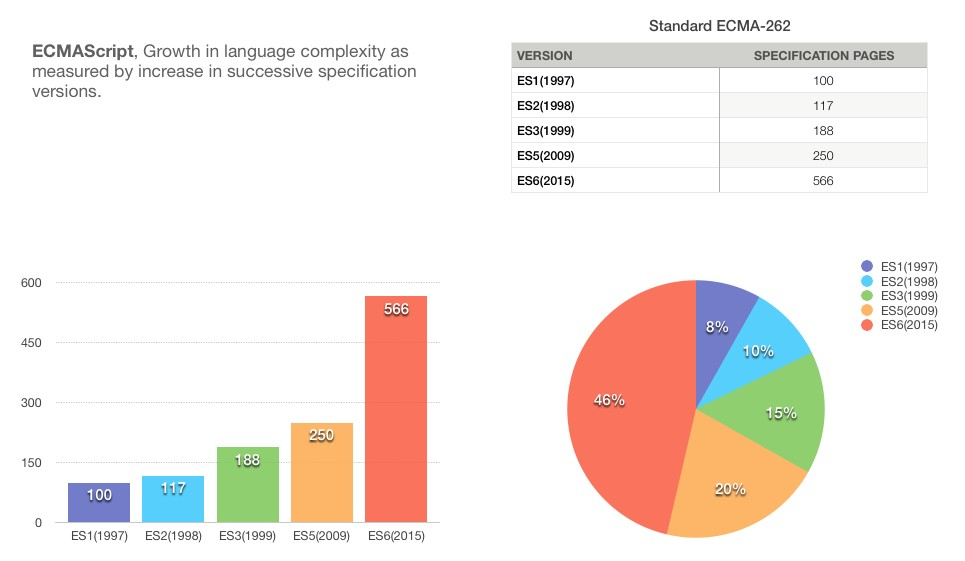 ECMAScript, Growth in language complexity as
measured by increase in successive specification
versions.
Standard ECMA-262
VERSION SPECIFICATION PAGES
ES1(1997) 100
ES2(1998) 117
ES3(1999) 188
ES5(2009) 250
ES6(2015) 566
600
450
300
150
0
100
117
188
250
566
ES1(1997) ES2(1998) ES3(1999) ES5(2009) ES6(2015)
ES1(1997)
ES2(1998)
ES3(1999)
ES5(2009)
ES6(2015)
8%
10%
15%
20%
46%